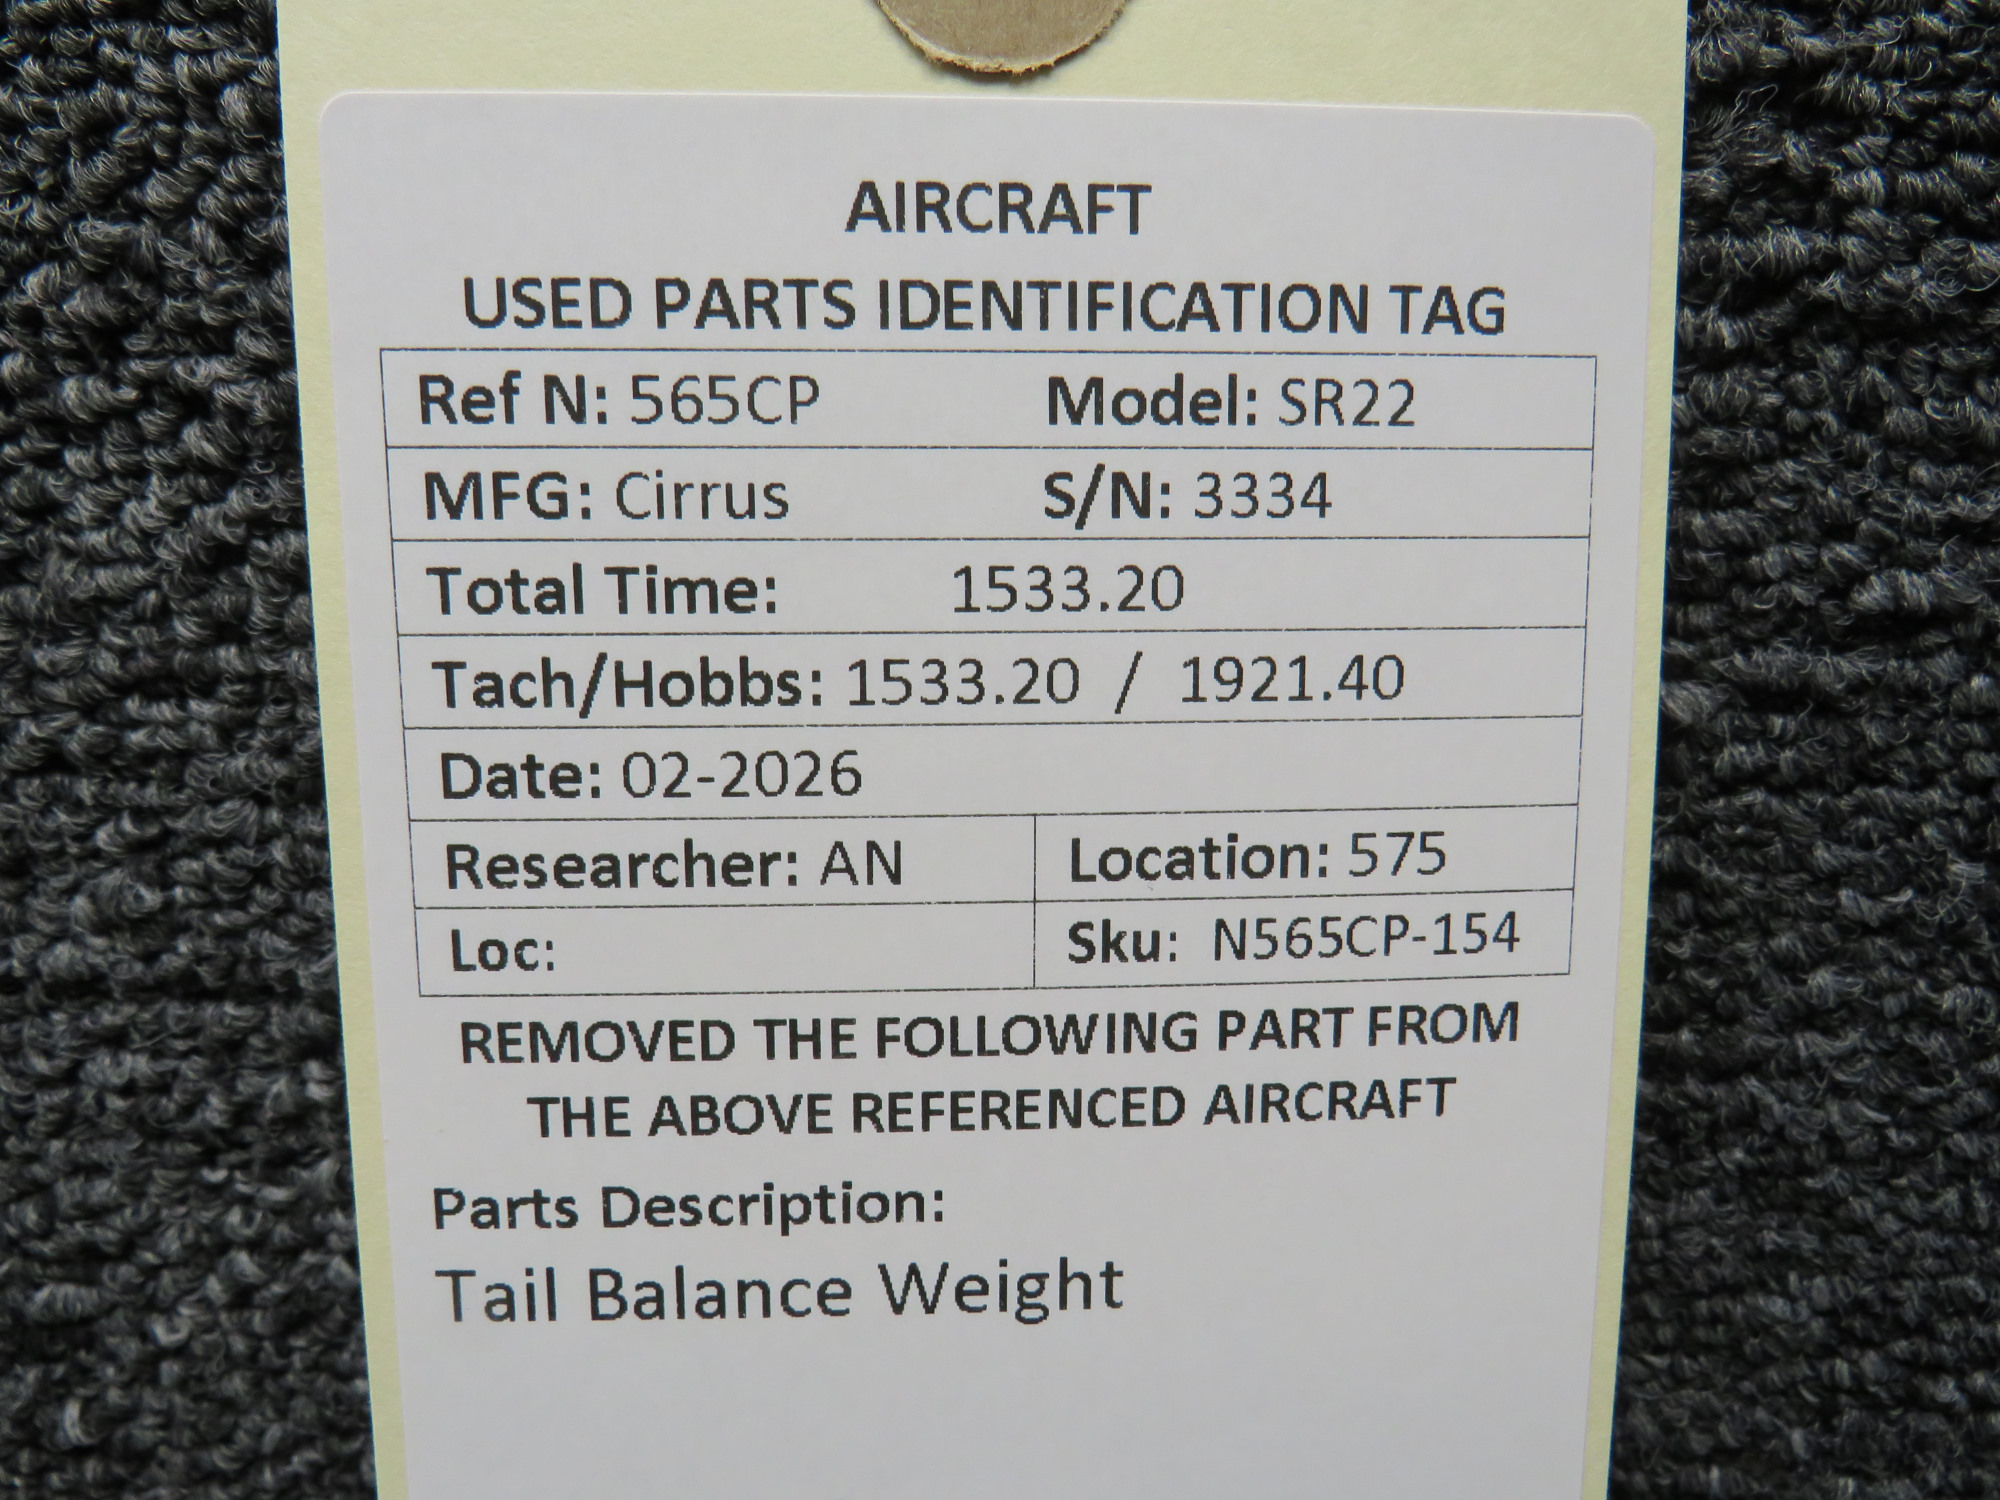 AIRCRAFT
USED PARTS IDENTIFICATION TAG
Ref N: 565CP Model: SR22
MFG: Cirrus S/N: 3334
Total Time: 1533.20
Tach/Hobbs: 1533.20 / 1921.40
Date: 02-2026
Researcher: AN Location: 575
Loc: Sku: N565CP-154
REMOVED THE FOLLOWING PART FROM
THE ABOVE REFERENCED AIRCRAFT
Parts Description:
Tail Balance Weight